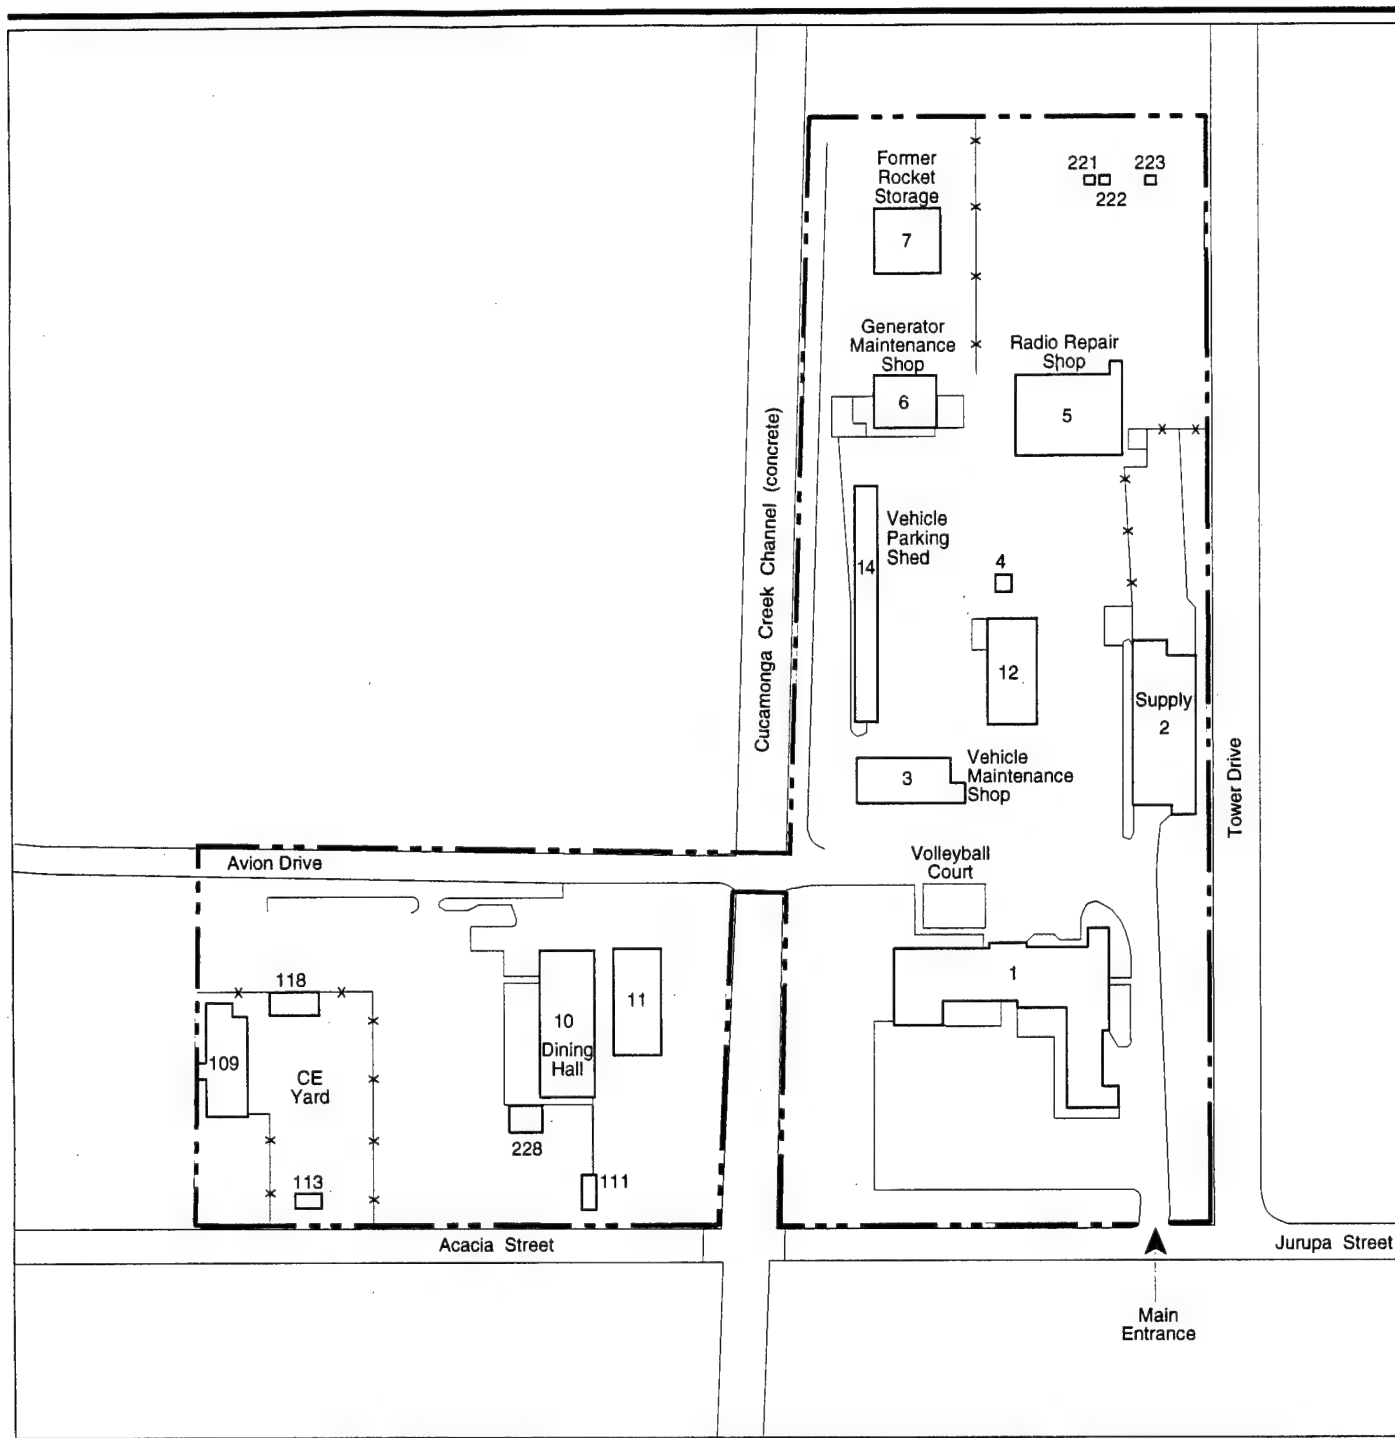 Former
Rocket
Storage
7
221
223
222
Generator
Maintenance
Shop
6
Radio Repair
Shop
5
Cucamonga Creek Channel (concrete)
Vehicle
Parking
Shed
14
4
12
Supply
2
Tower Drive
3
Vehicle
Maintenance
Shop
Avion Drive
Volleyball
Court
118
11
1
10
Dining
Hall
109
CE
Yard
228
113
111
Acacia Street
Jurupa Street
Main
Entrance